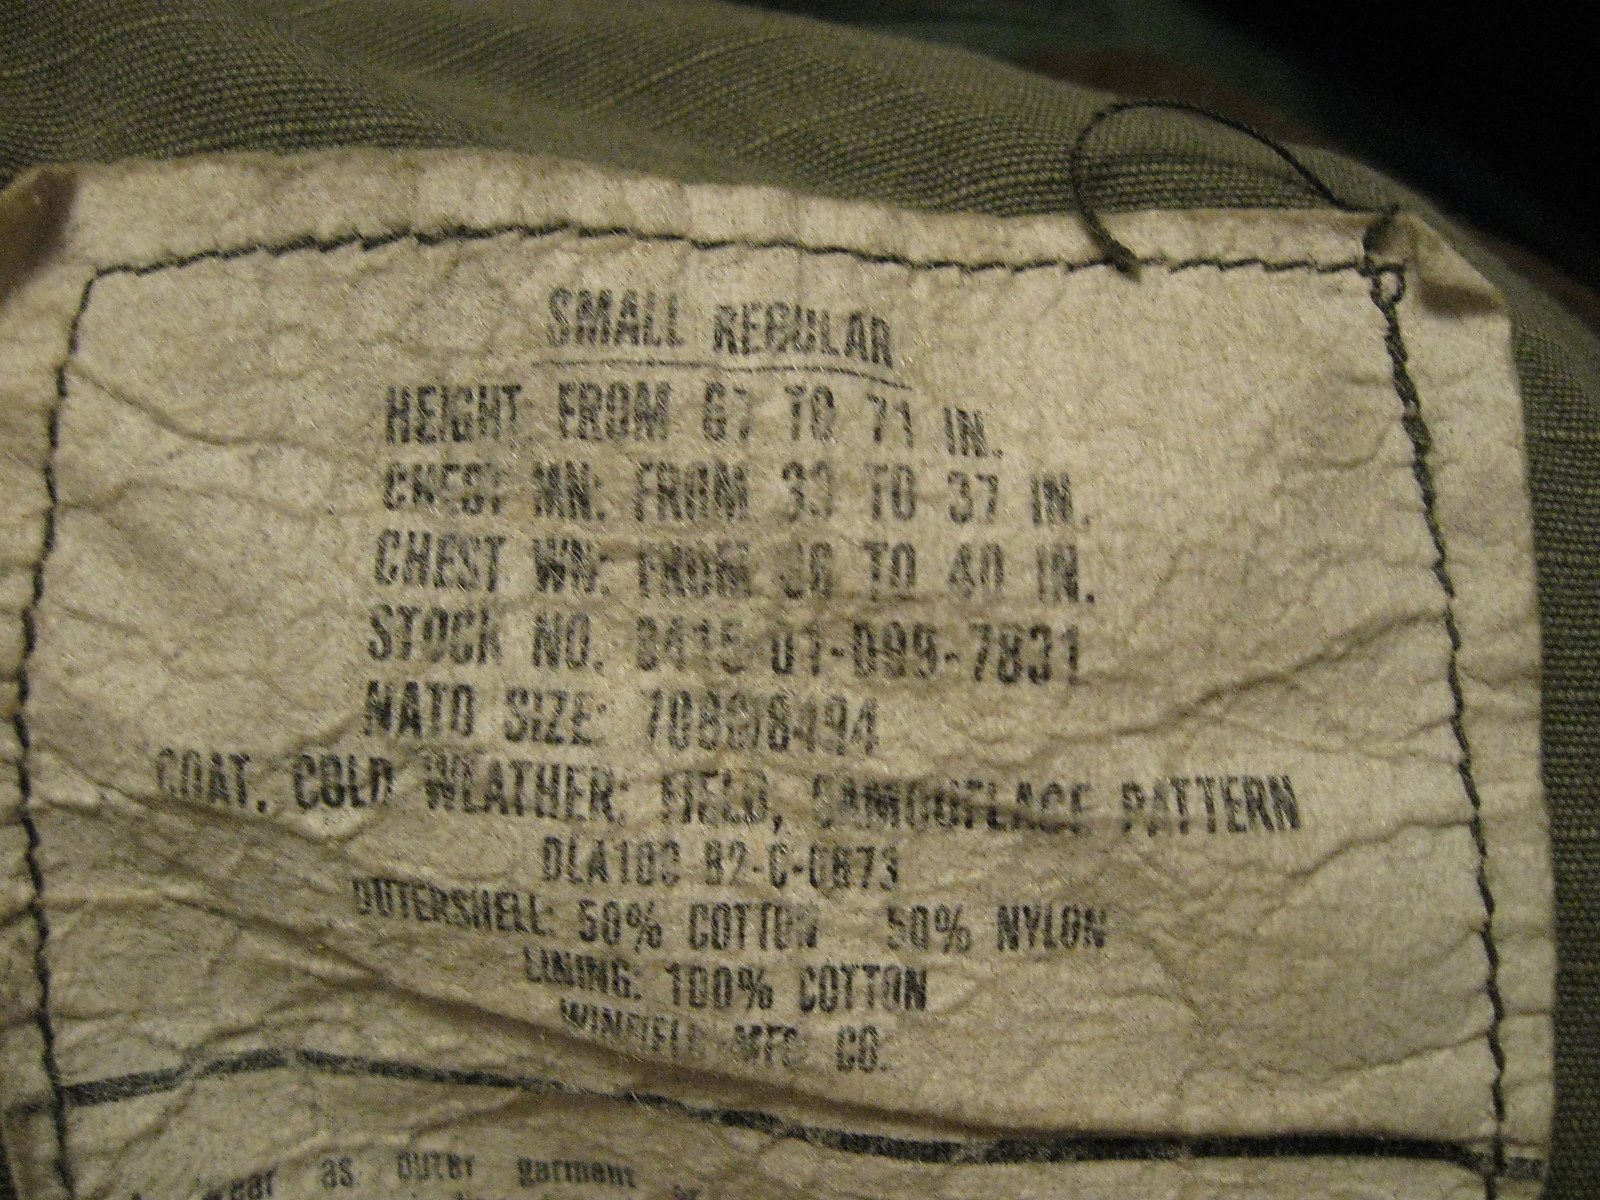 SMALL REGULAR
HEIGHT: FROM 67 TO 71 IN.
CHEST MN: FROM 33 TO 37 IN.
CHEST WN: FROM 36 TO 40 IN.
STOCK NO. 8415-01-099-7831
NATO SIZE: 7080/8494
COAT, COLD WEATHER; FIELD, CAMOUFLAGE PATTERN
DLA100-82-C-0873
OUTERSHELL: 50% COTTON 50% NYLON
LINING: 100% COTTON
WINFIELD MFG. CO.
wear as outer garment